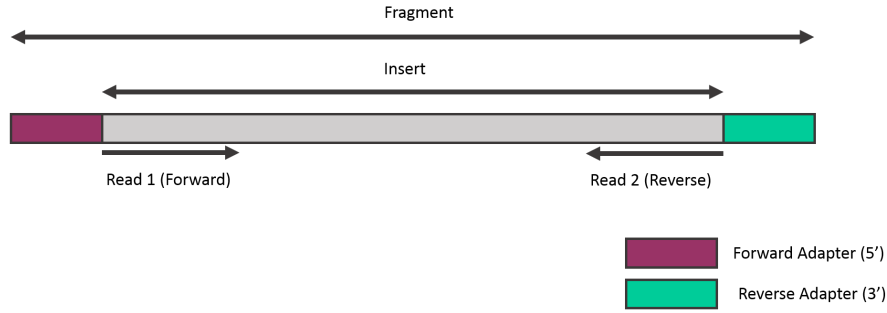 Fragment
Insert
Read 1 (Forward)
Read 2 (Reverse)
Forward Adapter (5’)
Reverse Adapter (3’)